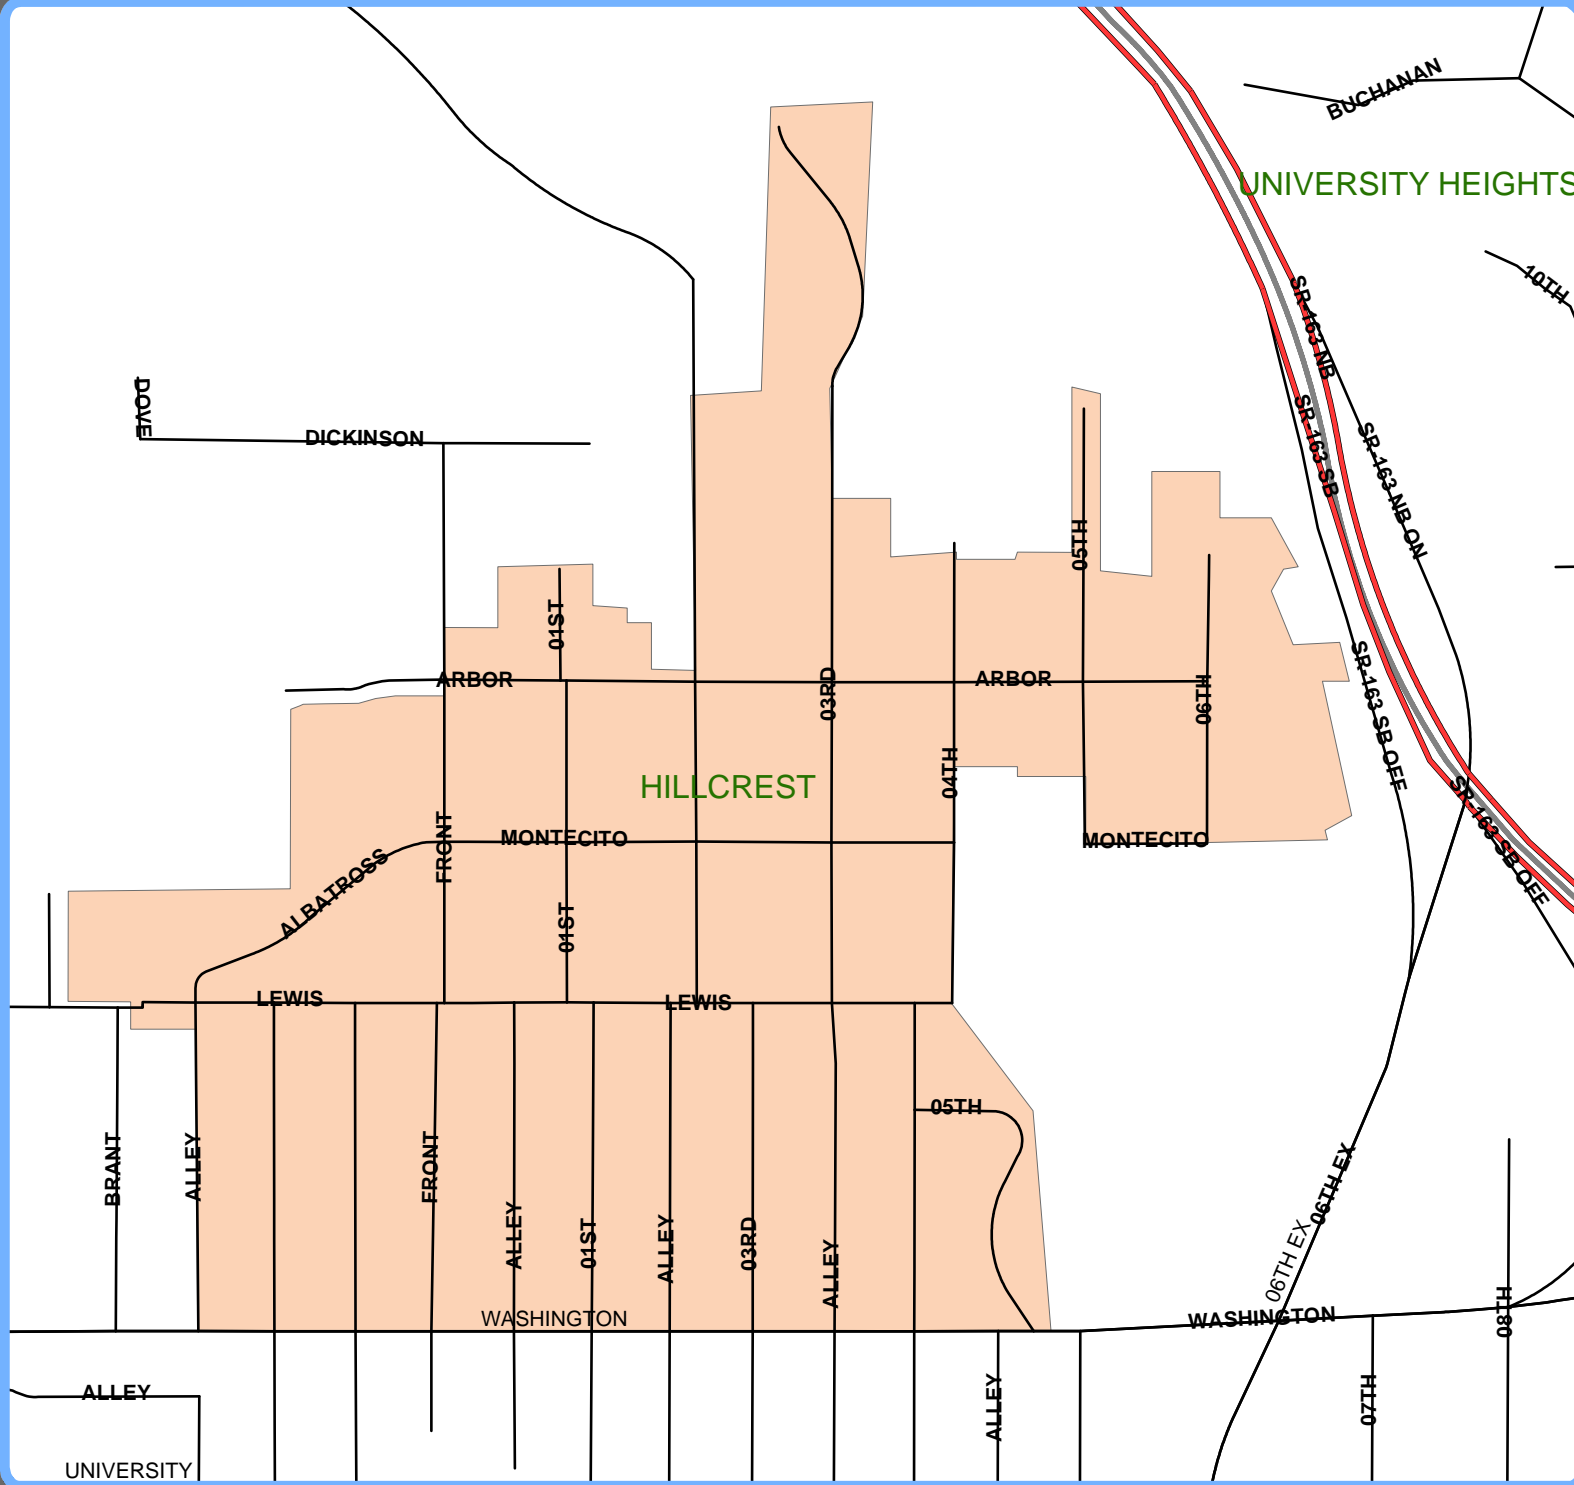 BUCHANAN
UNIVERSITY HEIGHTS
10TH
SR-163 NB
DOVE
DICKINSON
SR-163 SB
SR-163 NB ON
05TH
01ST
ARBOR
ARBOR
03RD
06TH
SR-163 SB OFF
04TH
HILLCREST
FRONT
MONTECITO
MONTECITO
SR-163 SB OFF
ALBATROSS
01ST
LEWIS
LEWIS
05TH
BRANT
ALLEY
FRONT
ALLEY
01ST
ALLEY
03RD
ALLEY
06TH EX
06TH EX
WASHINGTON
WASHINGTON
08TH
ALLEY
ALLEY
07TH
UNIVERSITY